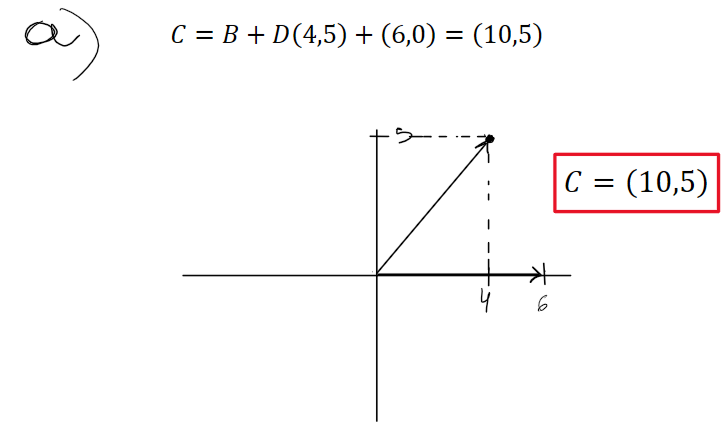 a)
C = B + D(4,5) + (6,0) = (10,5)
5
C = (10,5)
4
6